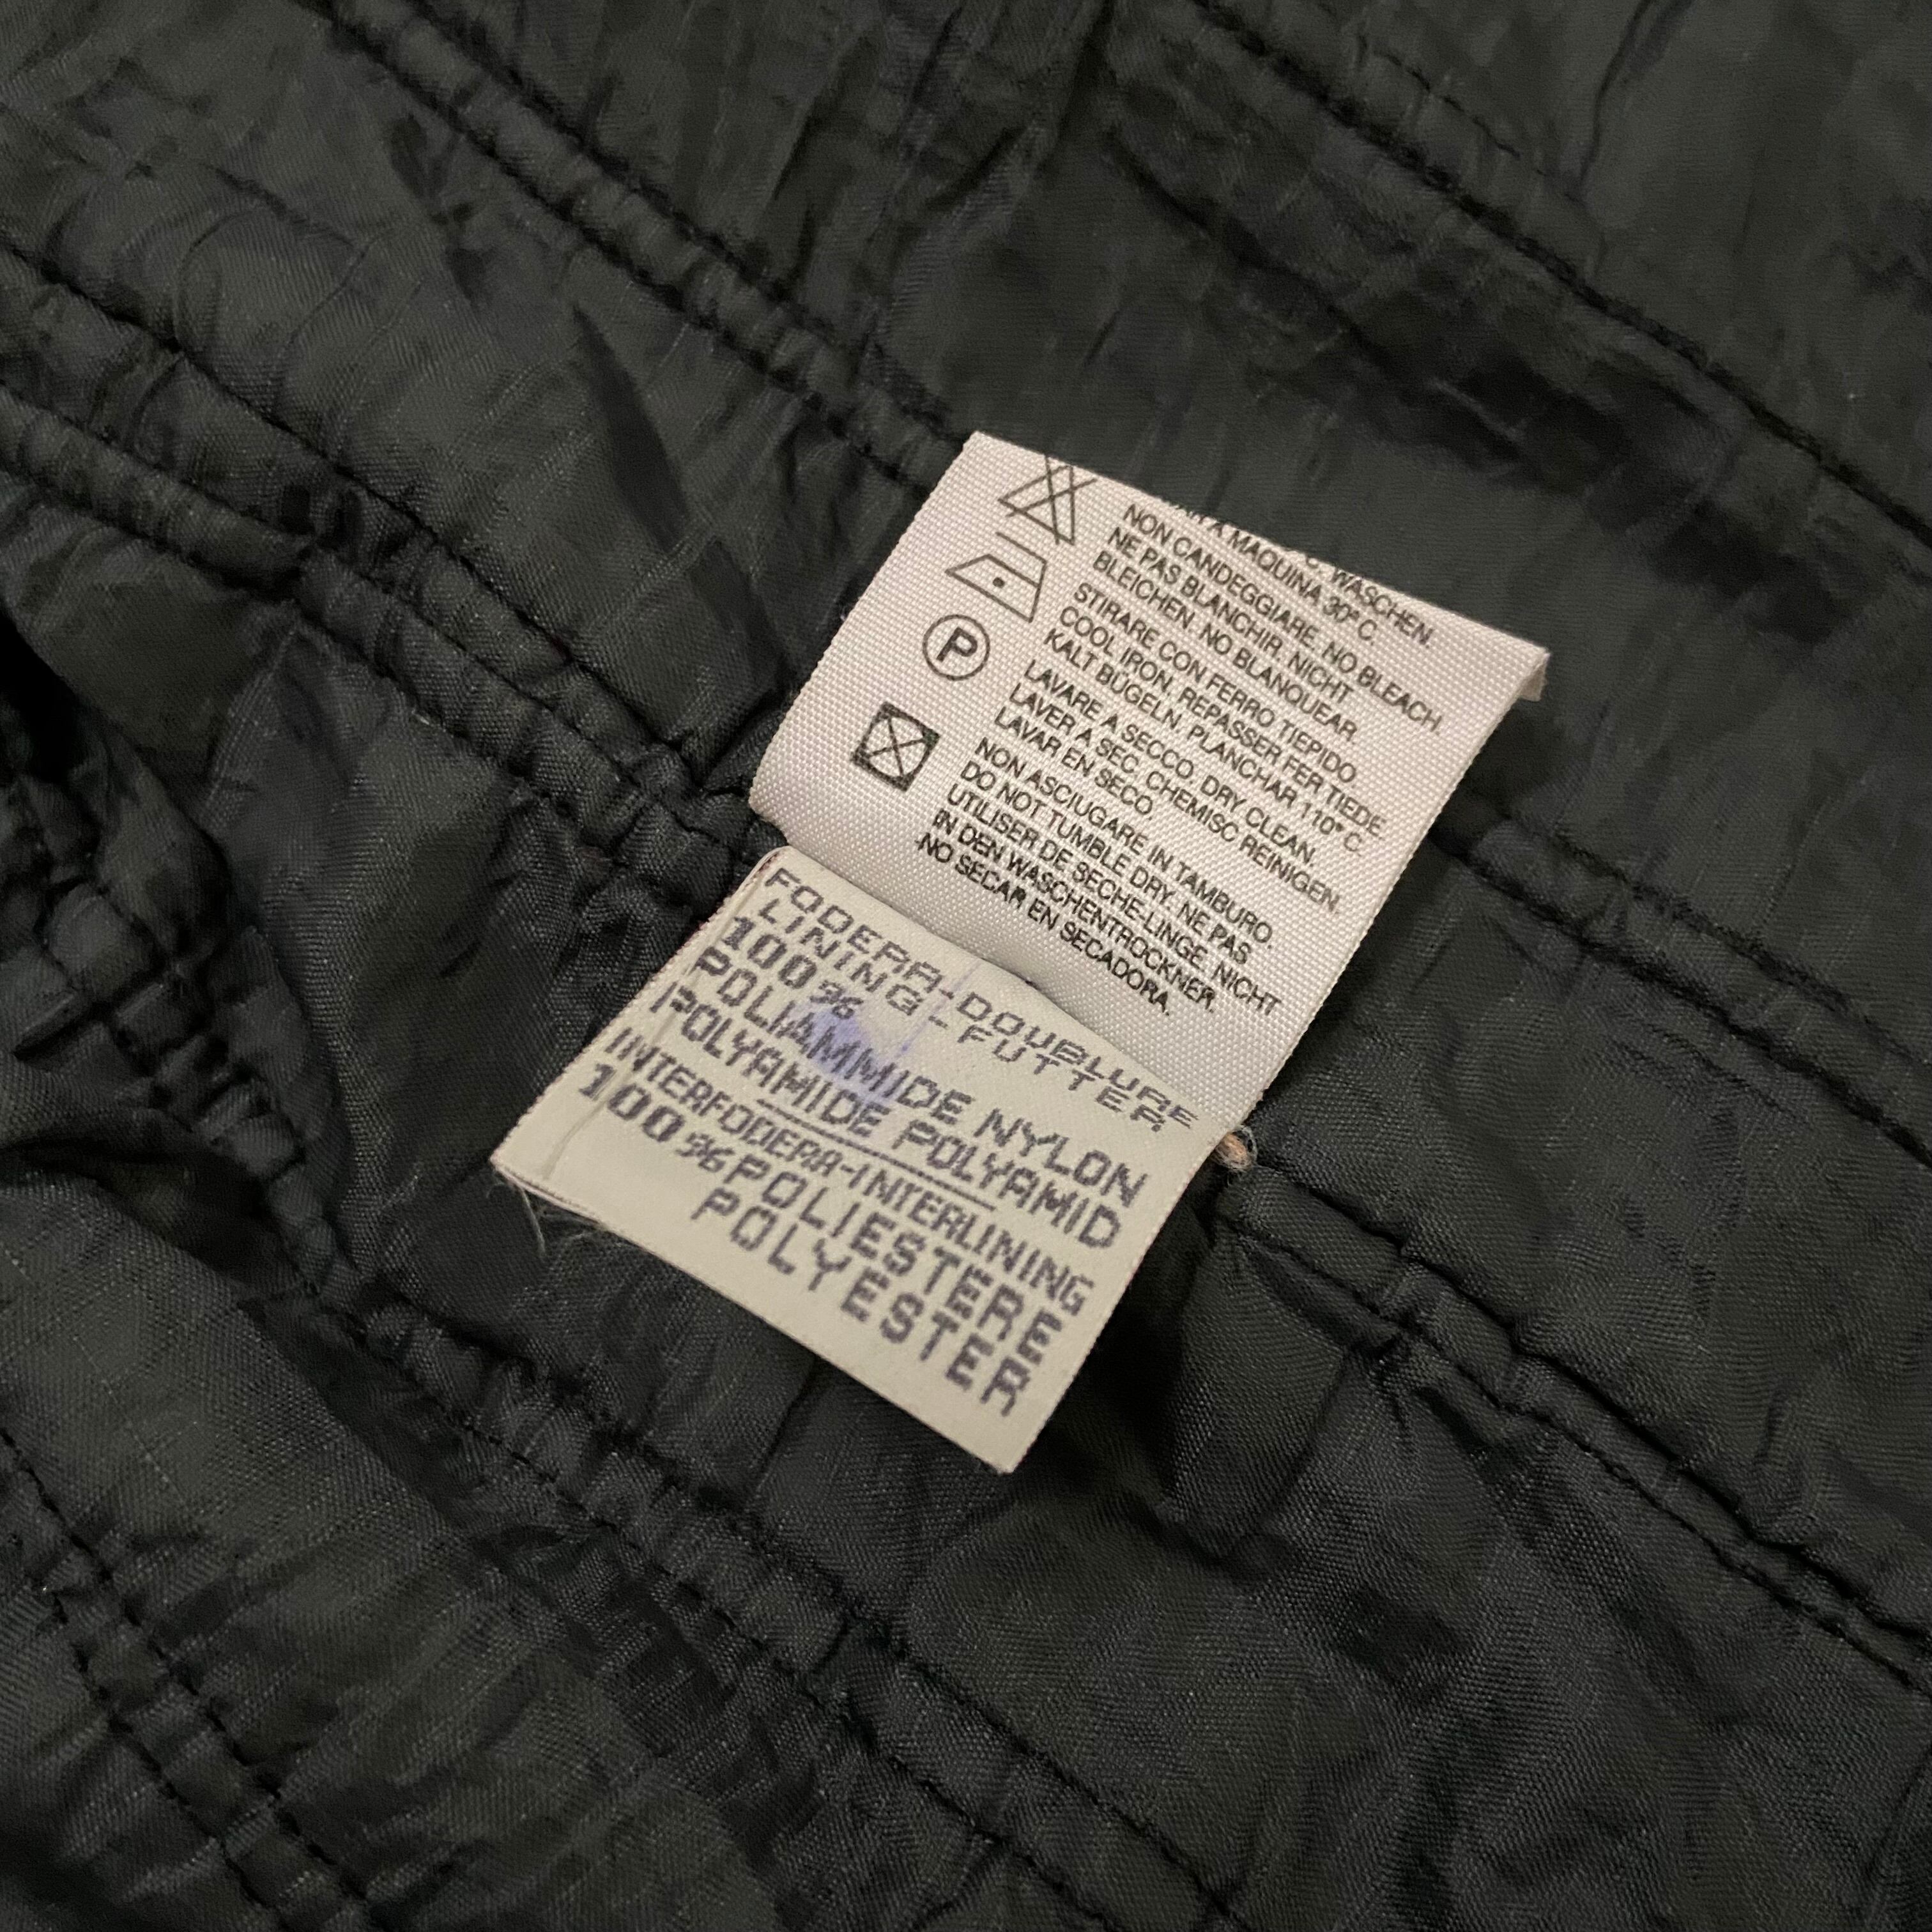 WASCHEN.
A MAQUINA 30° C.
NON CANDEGGIARE. NO BLEACH
NE PAS BLANCHIR. NICHT
BLEICHEN. NO BLANQUEAR.
STIRARE CON FERRO TIEPIDO.
COOL IRON. REPASSER FER TIEDE.
KALT BÜGELN. PLANCHAR 110° C.
P
LAVARE A SECCO. DRY CLEAN.
LAVER A SEC. CHEMISC REINIGEN.
LAVAR EN SECO.
NON ASCIUGARE IN TAMBURO.
DO NOT TUMBLE DRY. NE PAS
UTILISER DE SECHE-LINGE. NICHT
IN DEN WASCHENTROCKNER.
NO SECAR EN SECADORA.
FODERA-DOUBLURE
LINING-FUTTER
100%
POLIAMMIDE NYLON
POLYAMIDE POLYAMID
INTERFODERA-INTERLINING
100% POLIESTERE
POLYESTER